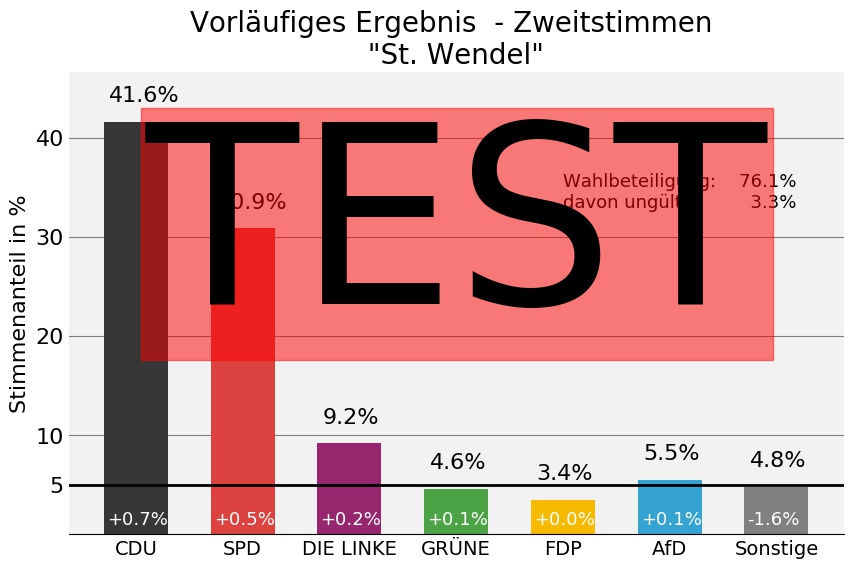 Vorläufiges Ergebnis - Zweitstimmen
"St. Wendel"
Stimmenanteil in %
40
30
20
10
5
41.6%
9.2%
4.6%
3.4%
5.5%
4.8%
TEST
76.1%
davon 3.3%
+0.7%
+0.5%
+0.2%
+0.1%
+0.0%
+0.1%
-1.6%
CDU
SPD
DIE LINKE
GRÜNE
FDP
AfD
Sonstige